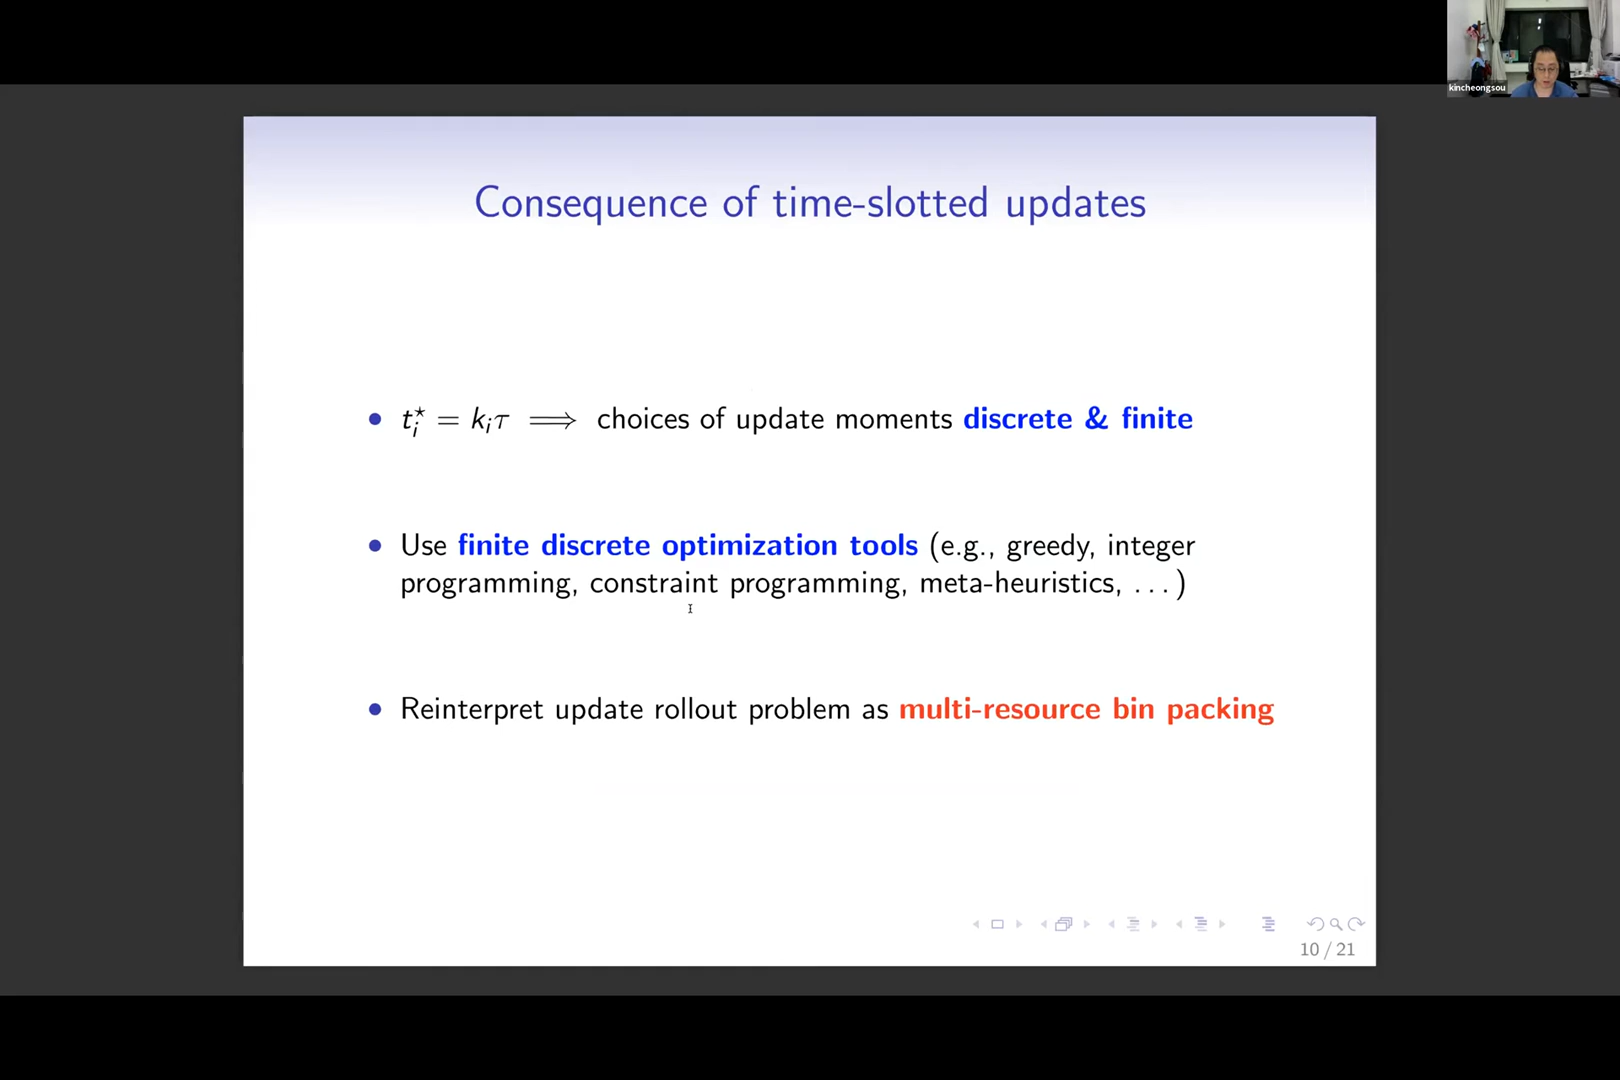 kincheongsou
Consequence of time-slotted updates
• t⋆i = kiτ ⟹ choices of update moments discrete & finite
• Use finite discrete optimization tools (e.g., greedy, integer
programming, constraint programming, meta-heuristics, . . . )
• Reinterpret update rollout problem as multi-resource bin packing
10 / 21